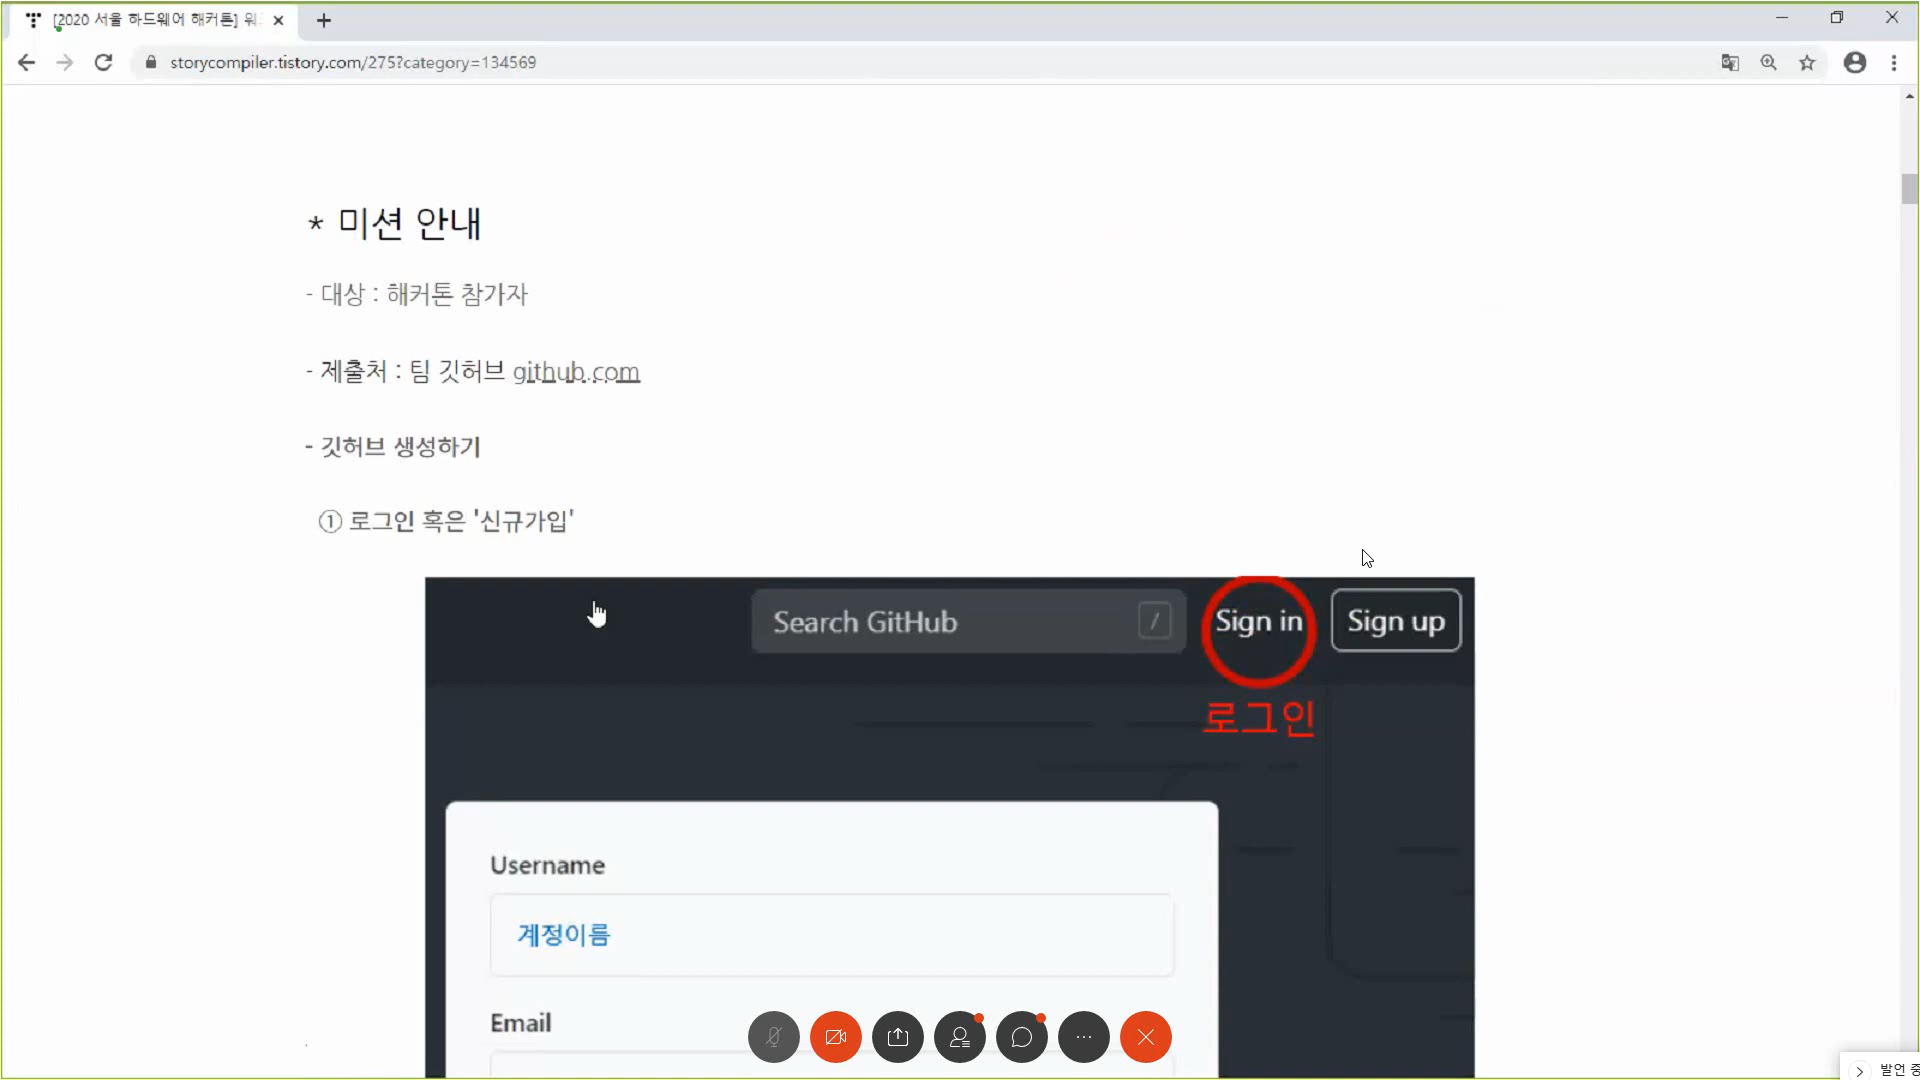 [2020 서울 하드웨어 해커톤] 워
storycompiler.tistory.com/275?category=134569
* 미션 안내
- 대상 : 해커톤 참가자
- 제출처 : 팀 깃허브 github.com
- 깃허브 생성하기
① 로그인 혹은 '신규가입'
Search GitHub /
Sign in
Sign up
로그인
Username
계정이름
Email
발언 중